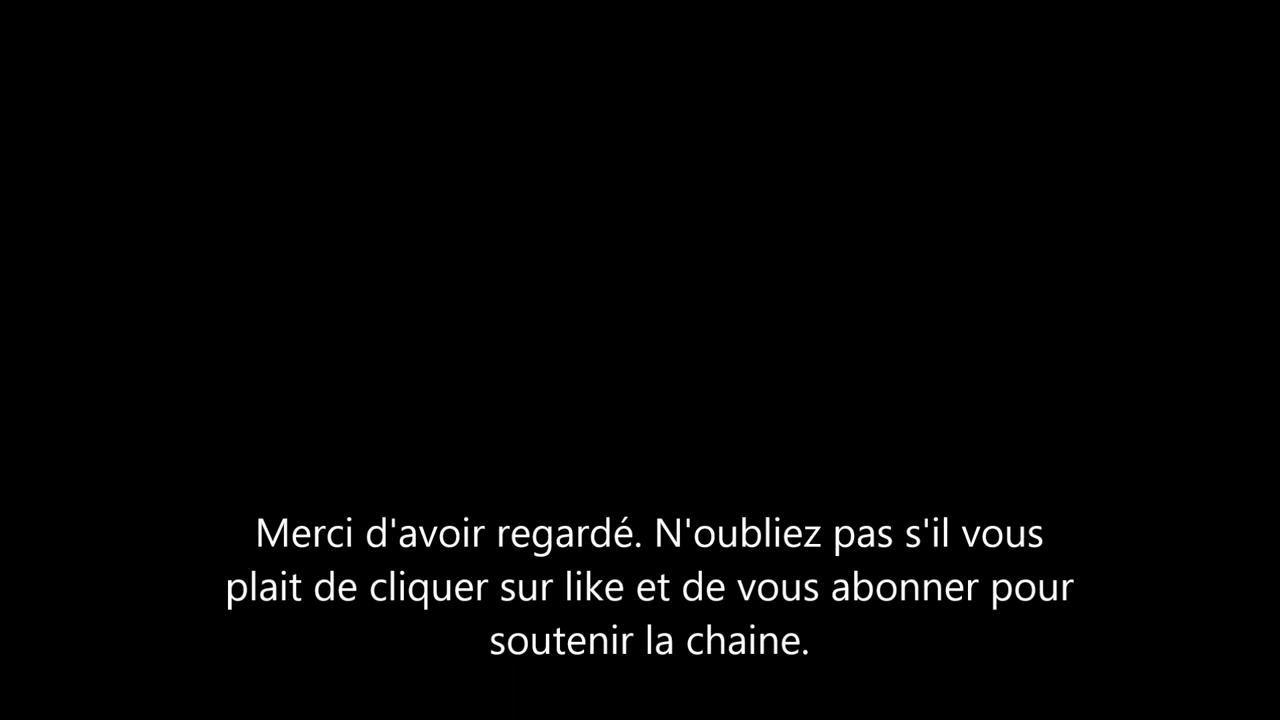 Merci d'avoir regardé. N'oubliez pas s'il vous
plait de cliquer sur like et de vous abonner pour
soutenir la chaine.